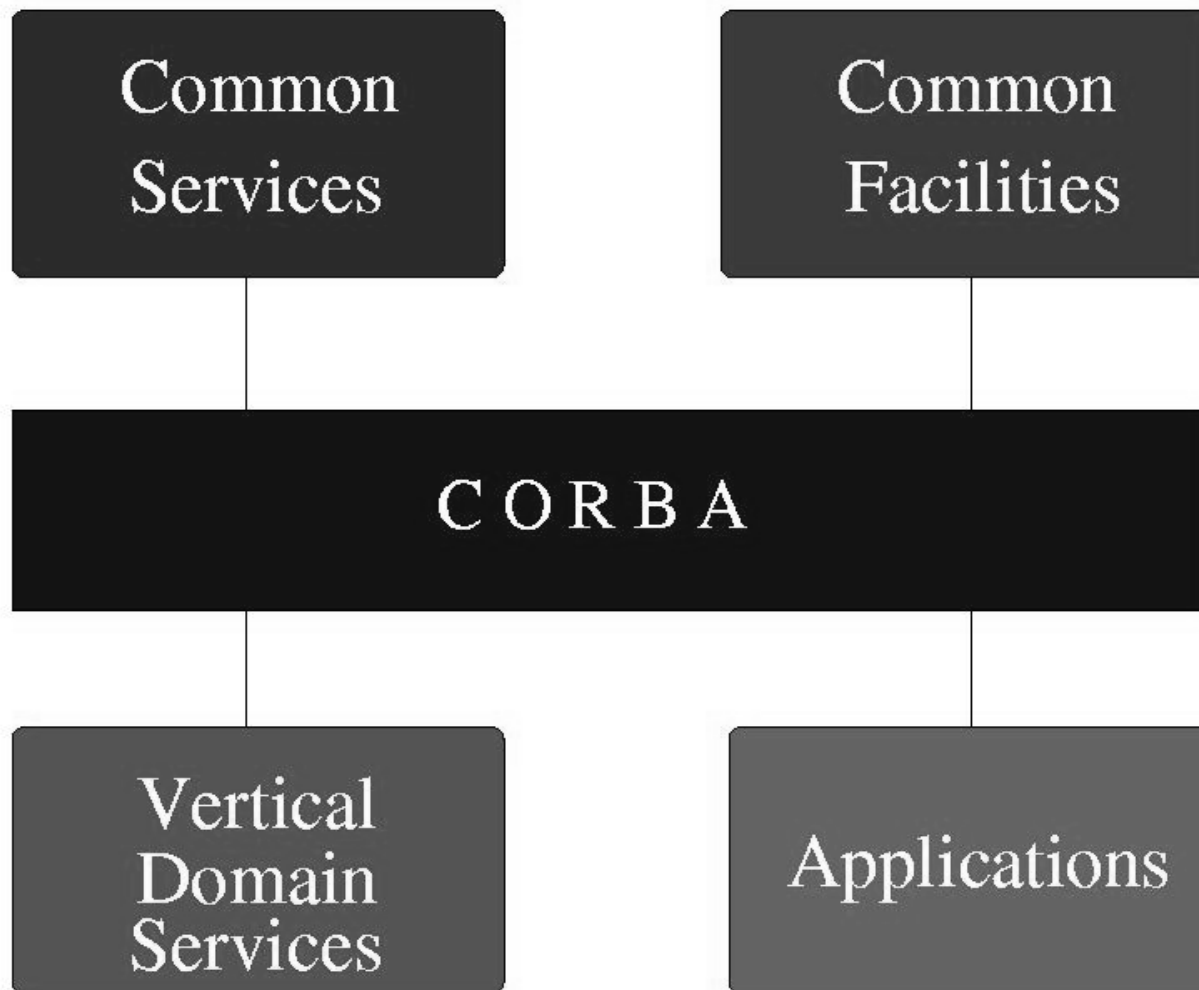 Common
Services
Common
Facilities
C O R B A
Vertical
Domain
Services
Applications